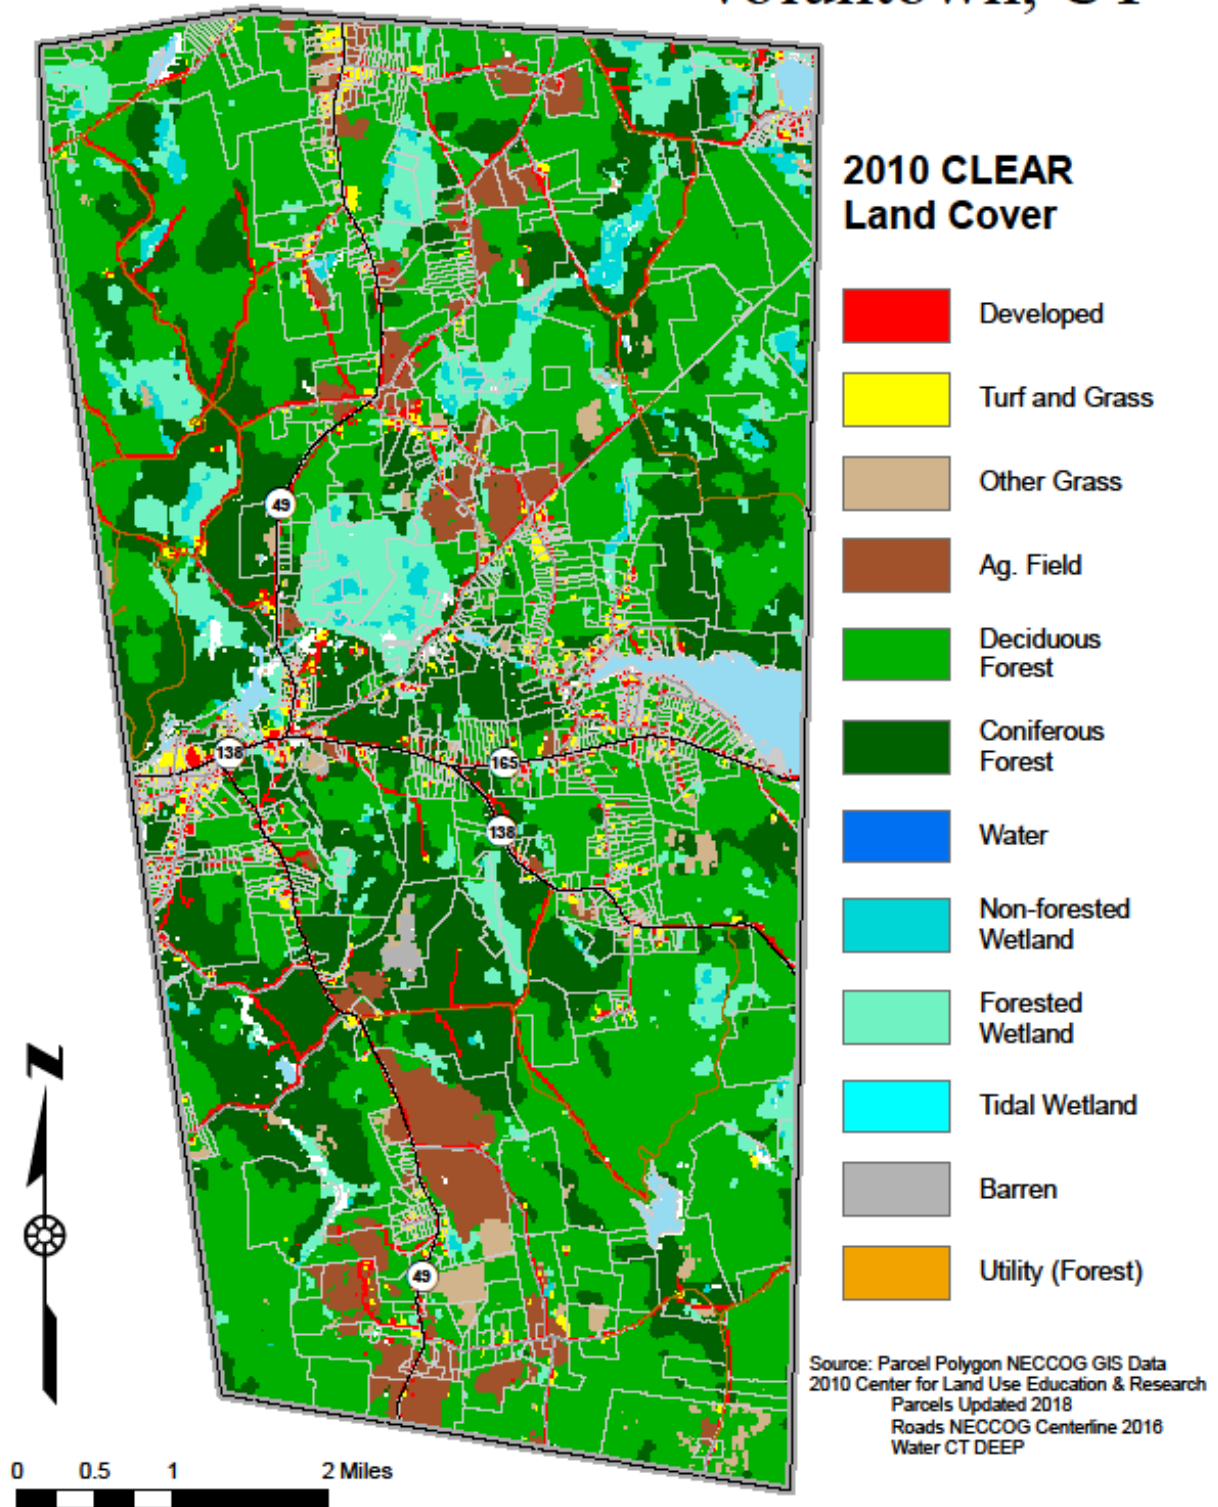 Voluntown, CT
2010 CLEAR
Land Cover
Developed
Turf and Grass
Other Grass
Ag. Field
Deciduous
Forest
Coniferous
Forest
Water
Non-forested
Wetland
Forested
Wetland
Tidal Wetland
Barren
Utility (Forest)
49
138
165
138
49
N
Source: Parcel Polygon NECCOG GIS Data
2010 Center for Land Use Education & Research
Parcels Updated 2018
Roads NECCOG Centerline 2016
Water CT DEEP
0 0.5 1 2 Miles